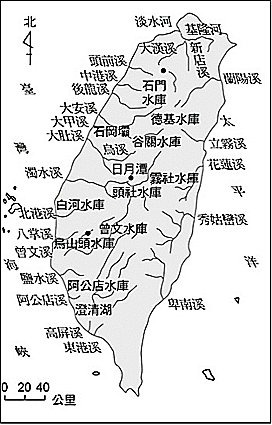 淡水河
基隆河
北
大漢溪
新店溪
頭前溪
中港溪
後龍溪
石門
水庫
蘭陽溪
臺灣海峽
大安溪
大甲溪
大肚溪
德基水庫
石岡壩
谷關水庫
太平洋
立霧溪
烏溪
花蓮溪
日月潭
霧社水庫
濁水溪
頭社水庫
白河水庫
北港溪
秀姑巒溪
八掌溪
曾文水庫
烏山頭水庫
曾文溪
鹽水溪
阿公店水庫
阿公店溪
卑南溪
澄清湖
高屏溪
東港溪
0 20 40
公里